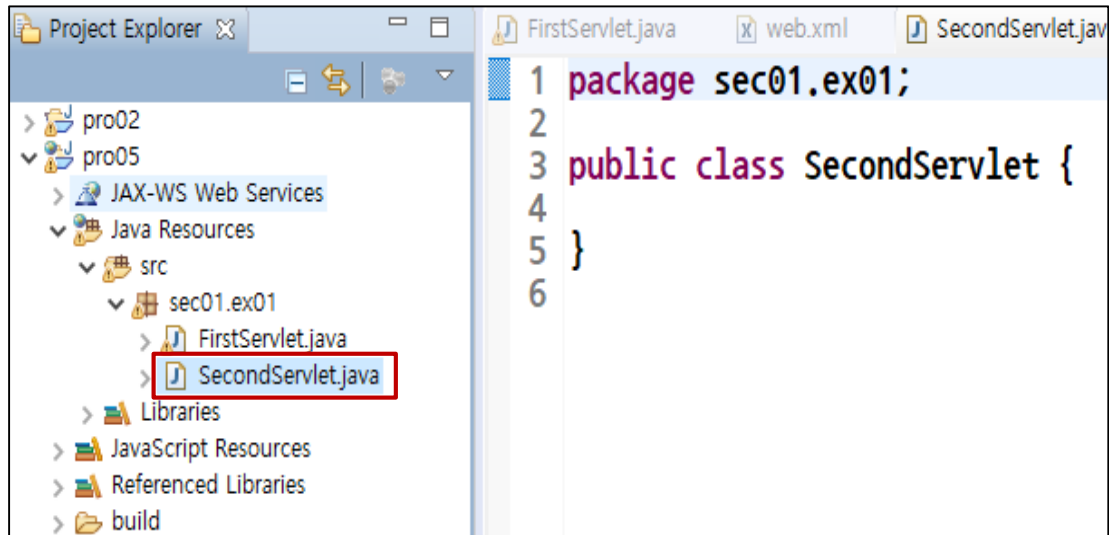 Project Explorer
pro02
pro05
JAX-WS Web Services
Java Resources
src
sec01.ex01
FirstServlet.java
SecondServlet.java
Libraries
JavaScript Resources
Referenced Libraries
build
FirstServlet.java web.xml SecondServlet.jav
1 package sec01.ex01;
2
3 public class SecondServlet {
4
5 }
6